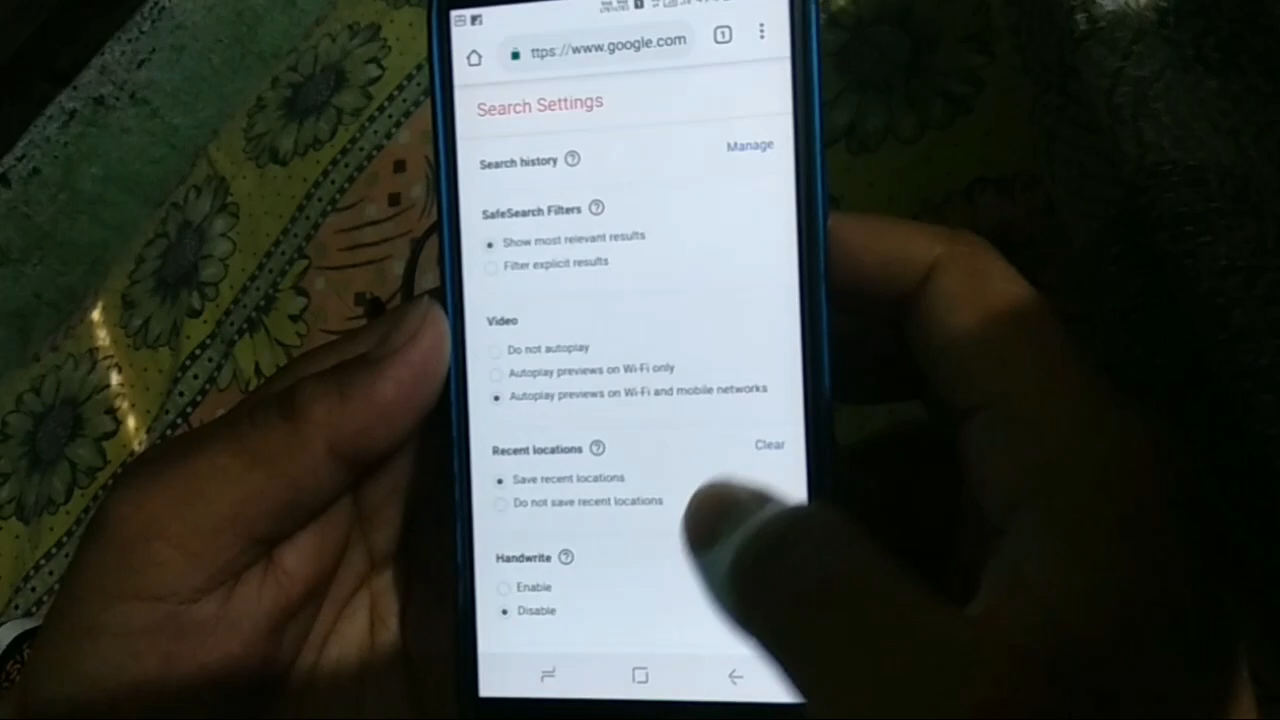 ttps://www.google.com
1
Search Settings
Search history ?
Manage
SafeSearch Filters ?
Show most relevant results
Filter explicit results
Video
Do not autoplay
Autoplay previews on Wi-Fi only
Autoplay previews on Wi-Fi and mobile networks
Recent locations ?
Clear
Save recent locations
Do not save recent locations
Handwrite ?
Enable
Disable